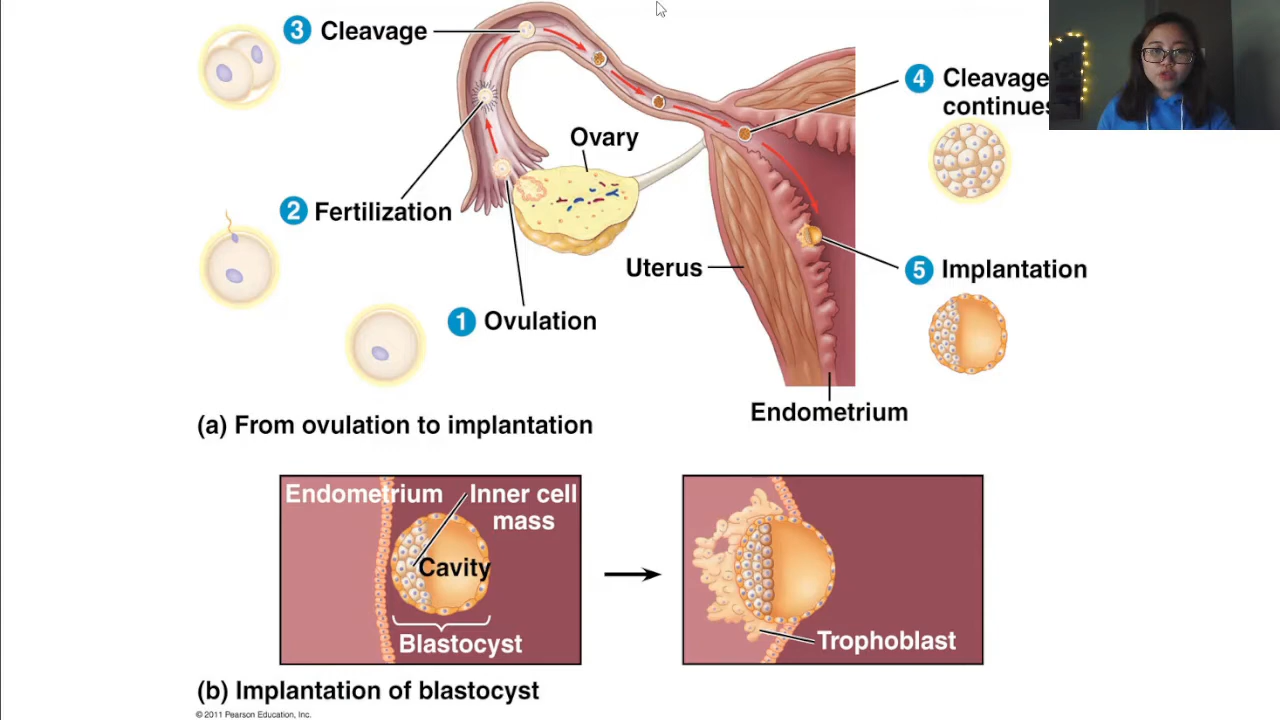 3 Cleavage
4 Cleavage
continues
Ovary
2 Fertilization
Uterus
5 Implantation
1 Ovulation
Endometrium
(a) From ovulation to implantation
Endometrium
Inner cell
mass
Cavity
Blastocyst
Trophoblast
(b) Implantation of blastocyst
© 2011 Pearson Education, Inc.